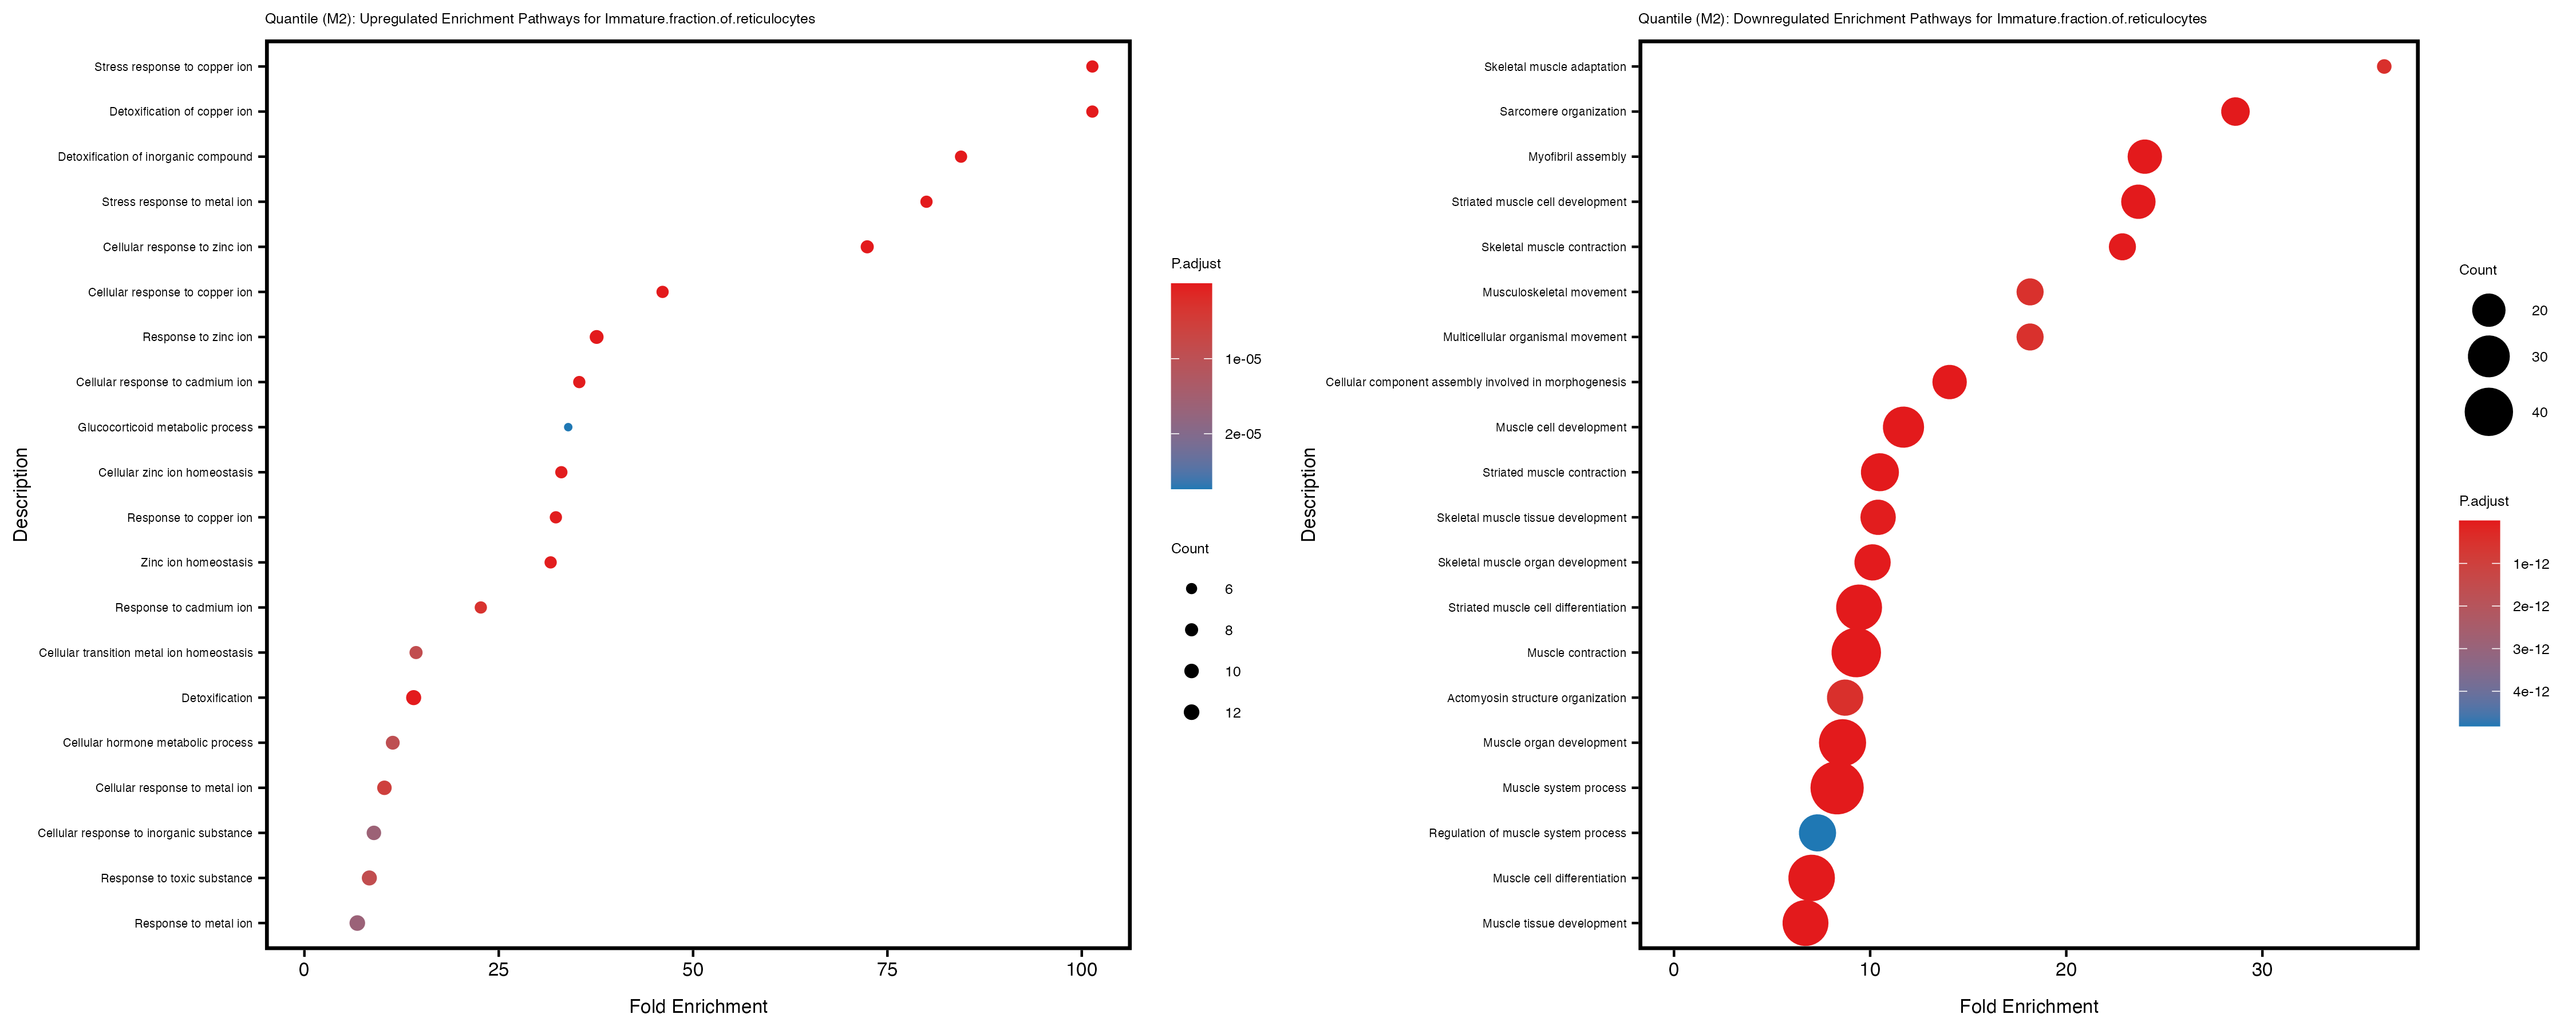 Quantile (M2): Upregulated Enrichment Pathways for Immature.fraction.of.reticulocytes
Description
Stress response to copper ion
Detoxification of copper ion
Detoxification of inorganic compound
Stress response to metal ion
Cellular response to zinc ion
Cellular response to copper ion
Response to zinc ion
Cellular response to cadmium ion
Glucocorticoid metabolic process
Cellular zinc ion homeostasis
Response to copper ion
Zinc ion homeostasis
Response to cadmium ion
Cellular transition metal ion homeostasis
Detoxification
Cellular hormone metabolic process
Cellular response to metal ion
Cellular response to inorganic substance
Response to toxic substance
Response to metal ion
0 25 50 75 100
Fold Enrichment
P.adjust
1e-05
2e-05
Count
6
8
10
12
Quantile (M2): Downregulated Enrichment Pathways for Immature.fraction.of.reticulocytes
Description
Skeletal muscle adaptation
Sarcomere organization
Myofibril assembly
Striated muscle cell development
Skeletal muscle contraction
Musculoskeletal movement
Multicellular organismal movement
Cellular component assembly involved in morphogenesis
Muscle cell development
Striated muscle contraction
Skeletal muscle tissue development
Skeletal muscle organ development
Striated muscle cell differentiation
Muscle contraction
Actomyosin structure organization
Muscle organ development
Muscle system process
Regulation of muscle system process
Muscle cell differentiation
Muscle tissue development
0 10 20 30
Fold Enrichment
Count
20
30
40
P.adjust
1e-12
2e-12
3e-12
4e-12